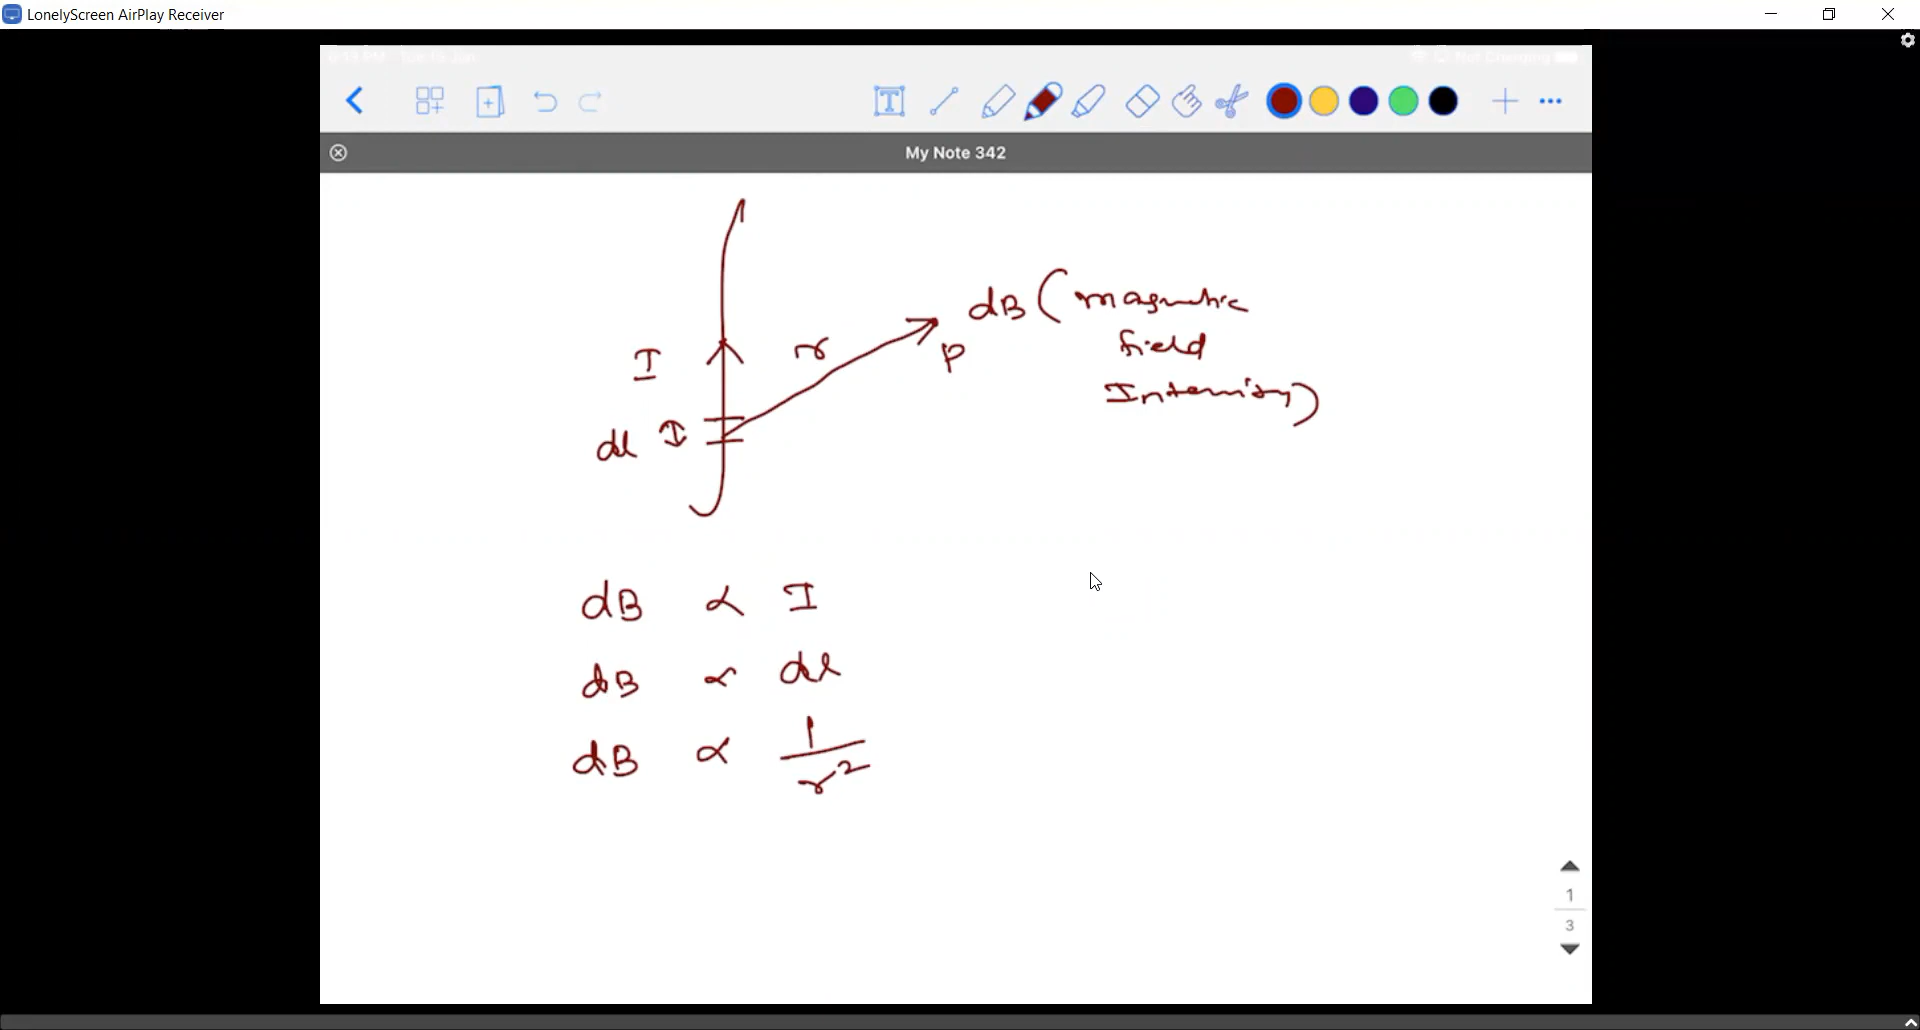 LonelyScreen AirPlay Receiver
T
My Note 342
dB (magnetic
field
Intensity)
I
r
P
dl
dB ∝ I
dB ∝ dl
dB ∝ 1/r²
1
3